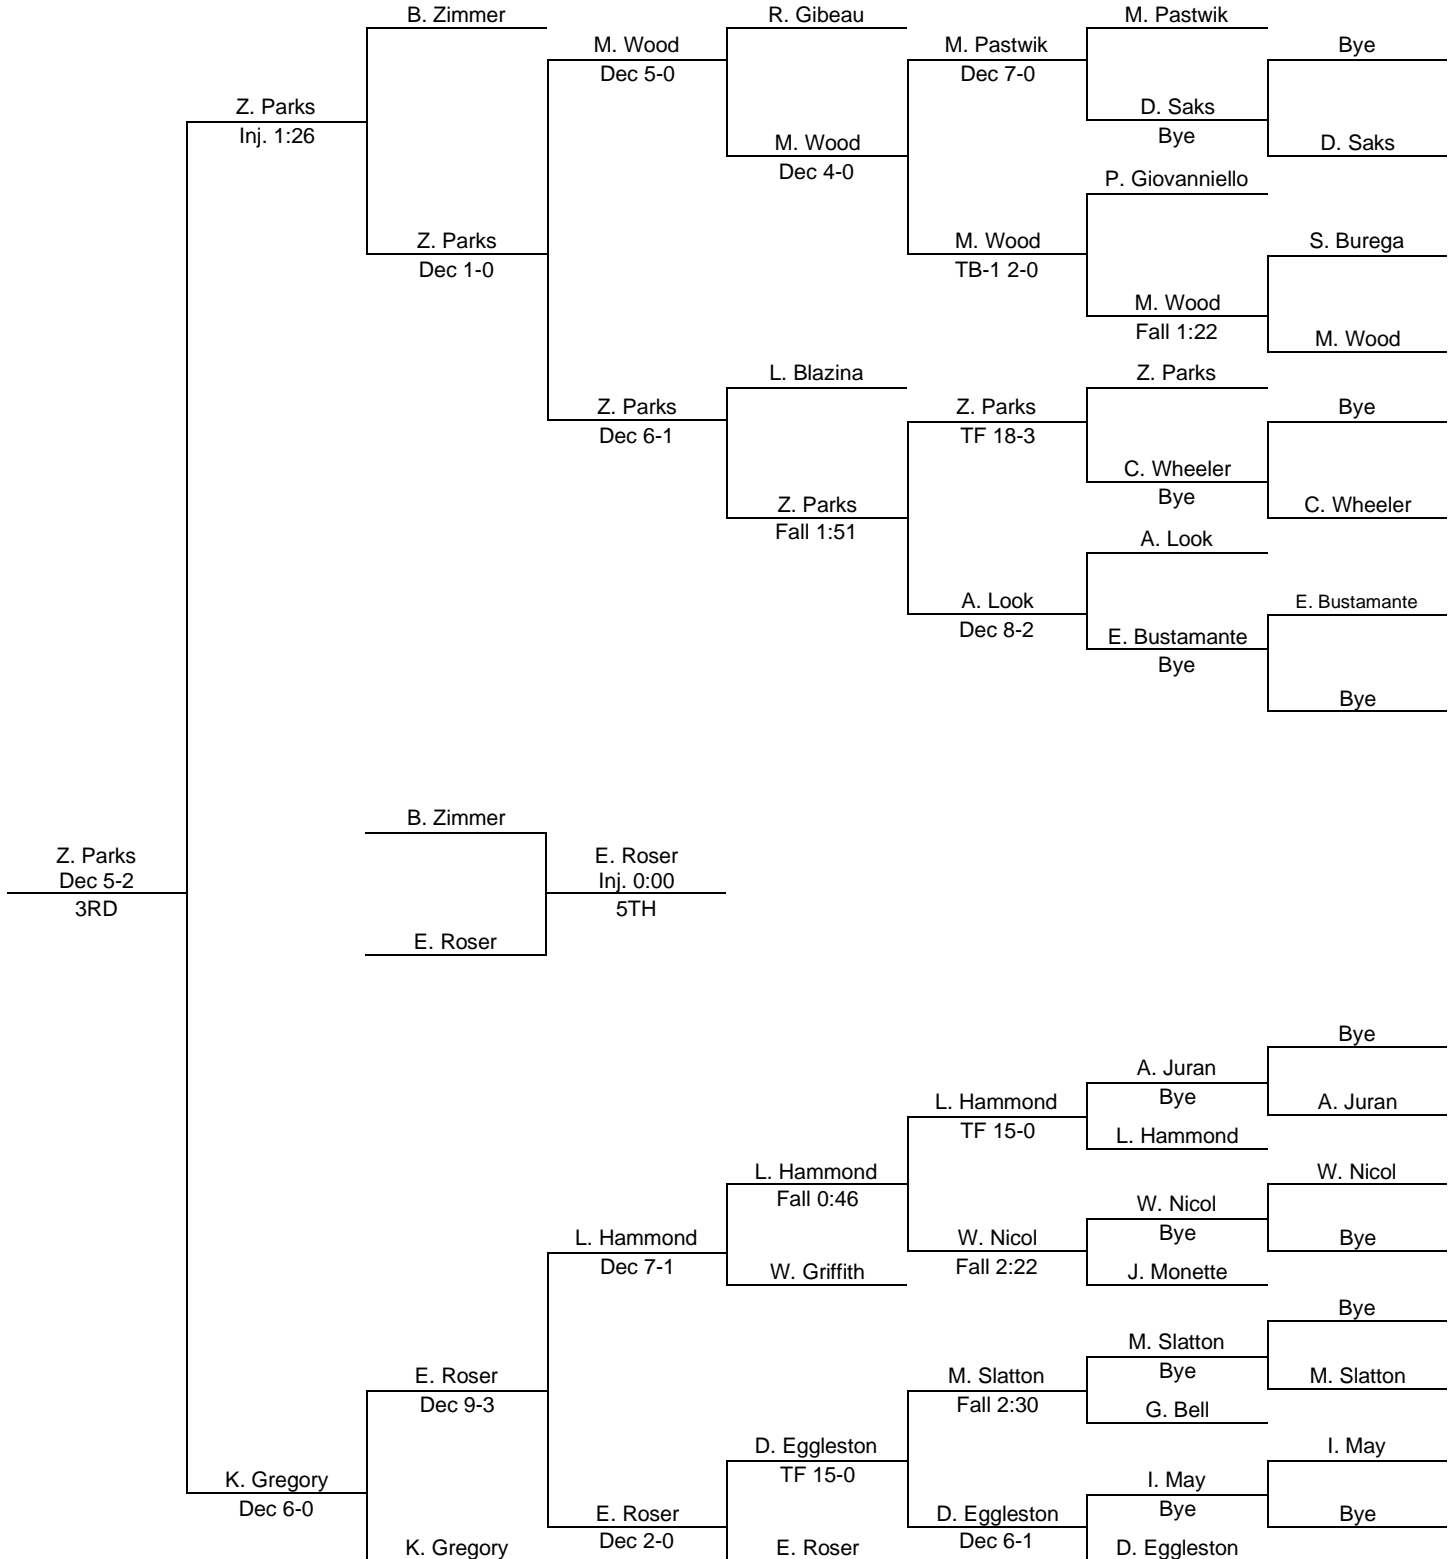 B. Zimmer
R. Gibeau
M. Pastwik
M. Wood
Dec 5-0
M. Pastwik
Dec 7-0
Bye
Z. Parks
Inj. 1:26
D. Saks
Bye
M. Wood
Dec 4-0
D. Saks
P. Giovanniello
Z. Parks
Dec 1-0
M. Wood
TB-1 2-0
S. Burega
M. Wood
Fall 1:22
M. Wood
L. Blazina
Z. Parks
Z. Parks
Dec 6-1
Z. Parks
TF 18-3
Bye
C. Wheeler
Bye
Z. Parks
Fall 1:51
C. Wheeler
A. Look
A. Look
Dec 8-2
E. Bustamante
E. Bustamante
Bye
Bye
B. Zimmer
Z. Parks
Dec 5-2
3RD
E. Roser
Inj. 0:00
5TH
E. Roser
Bye
A. Juran
Bye
L. Hammond
TF 15-0
A. Juran
L. Hammond
L. Hammond
Fall 0:46
W. Nicol
W. Nicol
Bye
L. Hammond
Dec 7-1
W. Nicol
Fall 2:22
Bye
W. Griffith
J. Monette
Bye
M. Slatton
Bye
E. Roser
Dec 9-3
M. Slatton
Fall 2:30
M. Slatton
G. Bell
D. Eggleston
TF 15-0
I. May
K. Gregory
Dec 6-0
I. May
Bye
E. Roser
Dec 2-0
D. Eggleston
Dec 6-1
Bye
K. Gregory
E. Roser
D. Eggleston